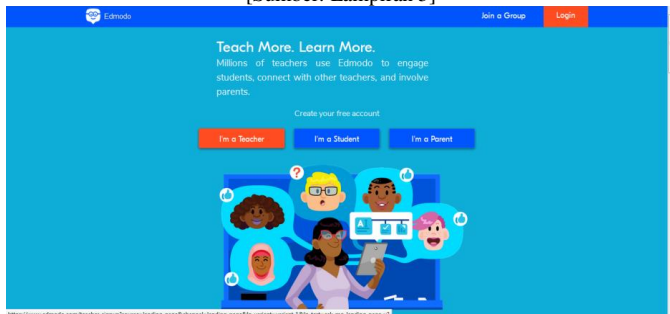 Edmodo
Join a Group
Login
Teach More. Learn More.
Millions of teachers use Edmodo to engage
students, connect with other teachers, and involve
parents.
Create your free account
I'm a Teacher
I'm a Student
I'm a Parent
?
A